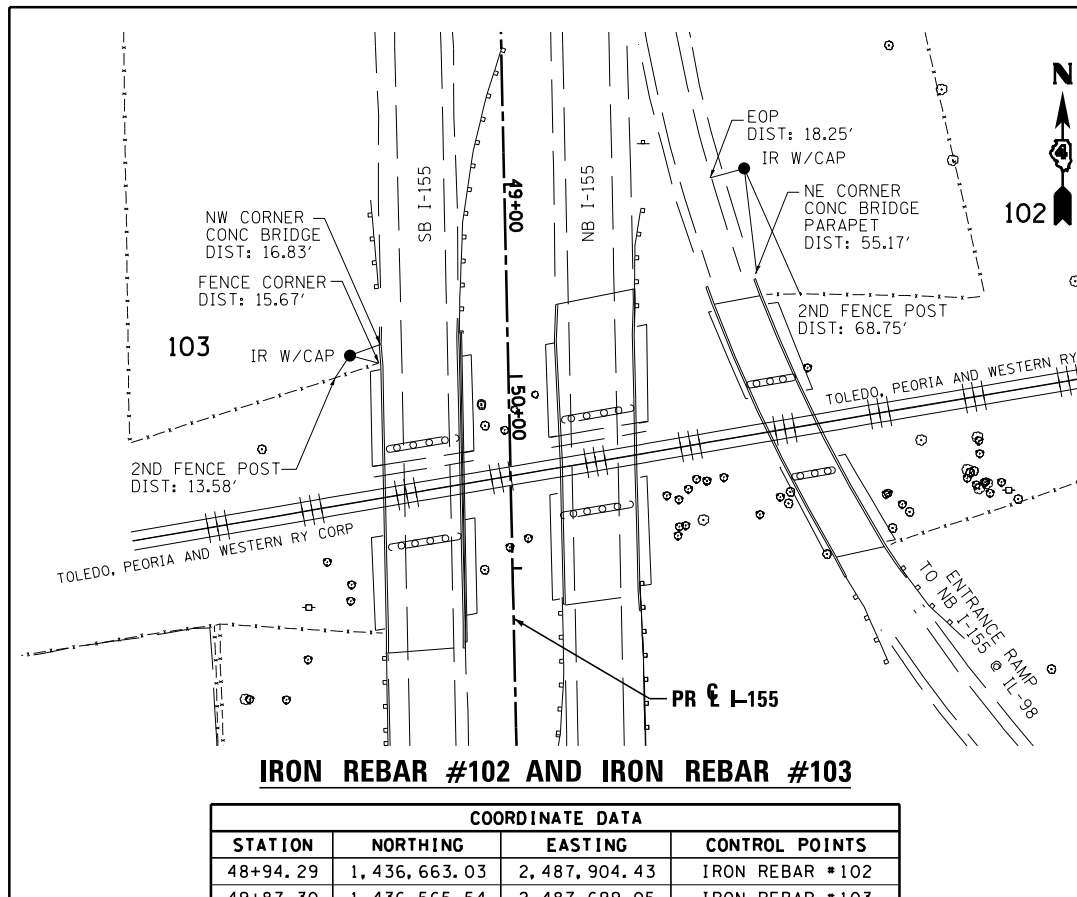 EOP
DIST: 18.25'
IR W/CAP
N
4
NE CORNER
CONC BRIDGE
PARAPET
DIST: 55.17'
102
SB I-155
49+00
NB I-155
NW CORNER
CONC BRIDGE
DIST: 16.83'
FENCE CORNER
DIST: 15.67'
2ND FENCE POST
DIST: 68.75'
103
IR W/CAP
50+00
TOLEDO, PEORIA AND WESTERN RY
2ND FENCE POST
DIST: 13.58'
TOLEDO, PEORIA AND WESTERN RY CORP
ENTRANCE RAMP
TO NB I-155 @ IL-98
PR ℄ I-155
IRON REBAR #102 AND IRON REBAR #103
COORDINATE DATA
STATION NORTHING EASTING CONTROL POINTS
48+94.29 1,436,663.03 2,487,904.43 IRON REBAR #102
IRON REBAR #103